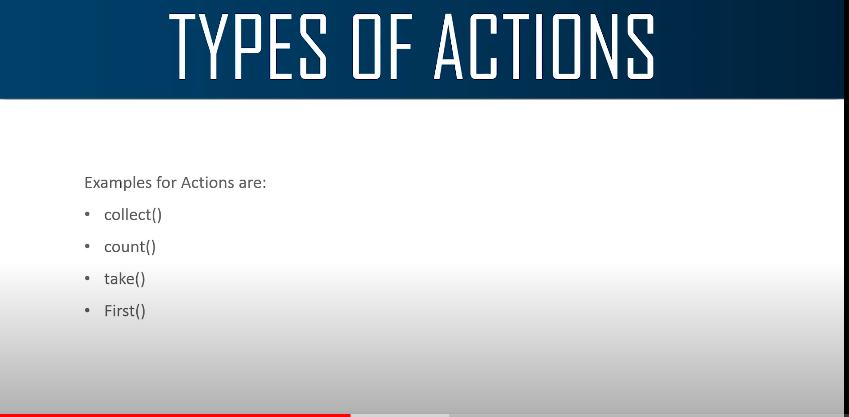 TYPES OF ACTIONS
Examples for Actions are:
• collect()
• count()
• take()
• First()